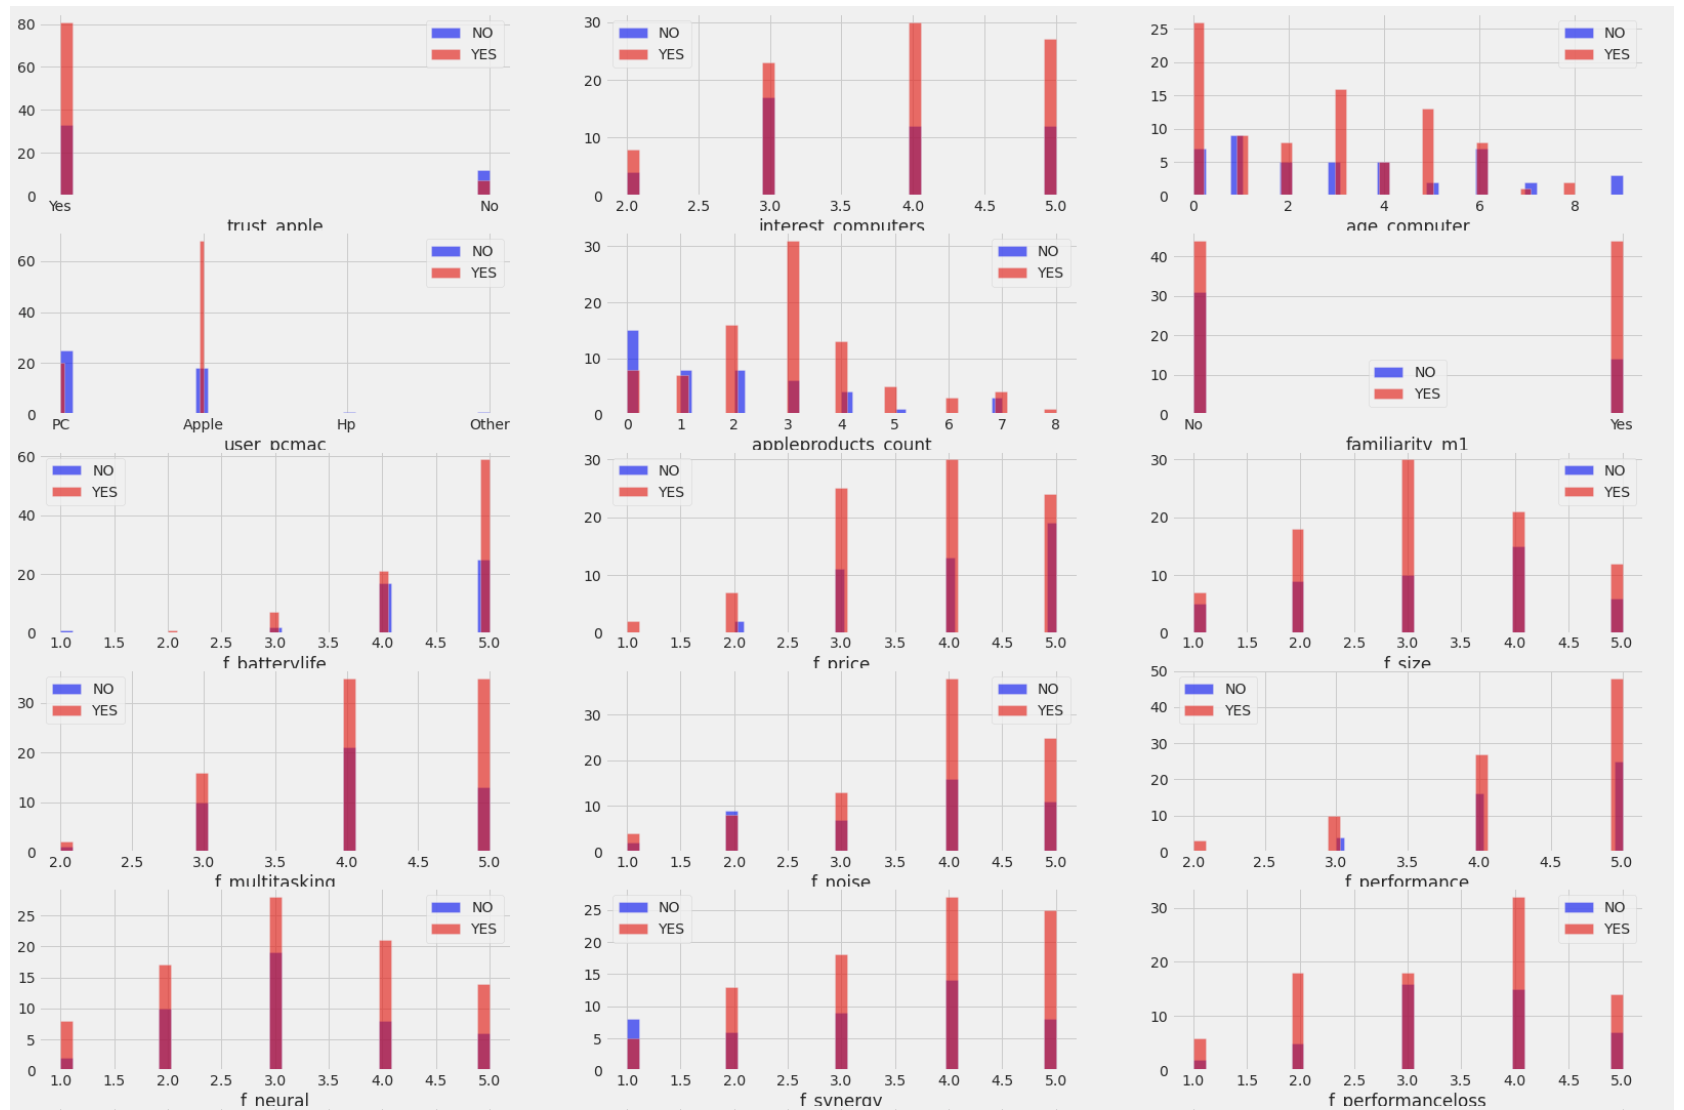 80
60
40
20
0
Yes
No
NO
YES
trust_apple
30
20
10
0
2.0 2.5 3.0 3.5 4.0 4.5 5.0
NO
YES
interest_computers
25
20
15
10
5
0
0 2 4 6 8
NO
YES
age_computer
60
40
20
0
PC Apple Hp Other
NO
YES
user_pcmac
30
20
10
0
0 1 2 3 4 5 6 7 8
NO
YES
appleproducts_count
40
30
20
10
0
No Yes
NO
YES
familiarity_m1
60
40
20
0
1.0 1.5 2.0 2.5 3.0 3.5 4.0 4.5 5.0
NO
YES
f_batterylife
30
20
10
0
1.0 1.5 2.0 2.5 3.0 3.5 4.0 4.5 5.0
NO
YES
f_price
30
20
10
0
1.0 1.5 2.0 2.5 3.0 3.5 4.0 4.5 5.0
NO
YES
f_size
30
20
10
0
2.0 2.5 3.0 3.5 4.0 4.5 5.0
NO
YES
f_multitasking
30
20
10
0
1.0 1.5 2.0 2.5 3.0 3.5 4.0 4.5 5.0
NO
YES
f_noise
50
40
30
20
10
0
2.0 2.5 3.0 3.5 4.0 4.5 5.0
NO
YES
f_performance
25
20
15
10
5
0
1.0 1.5 2.0 2.5 3.0 3.5 4.0 4.5 5.0
NO
YES
f_neural
25
20
15
10
5
0
1.0 1.5 2.0 2.5 3.0 3.5 4.0 4.5 5.0
NO
YES
f_synergy
30
20
10
0
1.0 1.5 2.0 2.5 3.0 3.5 4.0 4.5 5.0
NO
YES
f_performanceloss